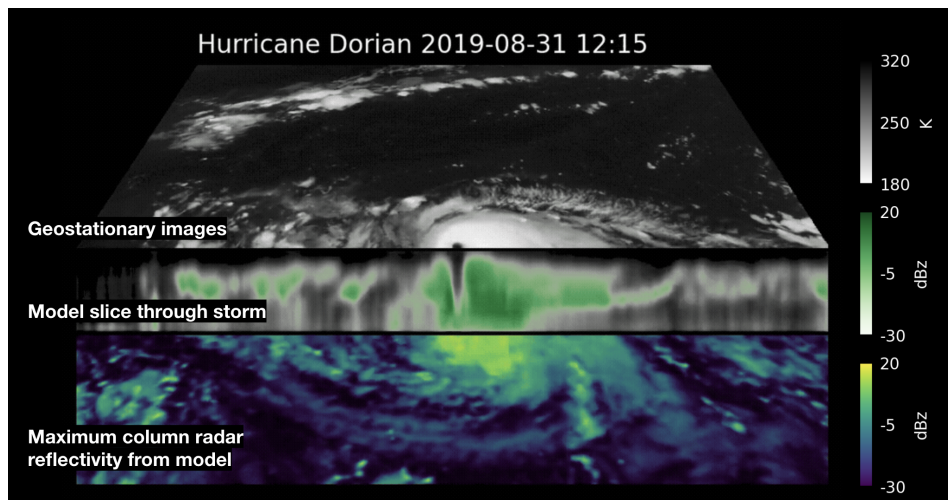 Hurricane Dorian 2019-08-31 12:15
320
250
K
180
Geostationary images
20
-5
dBz
-30
Model slice through storm
20
-5
dBz
-30
Maximum column radar
reflectivity from model